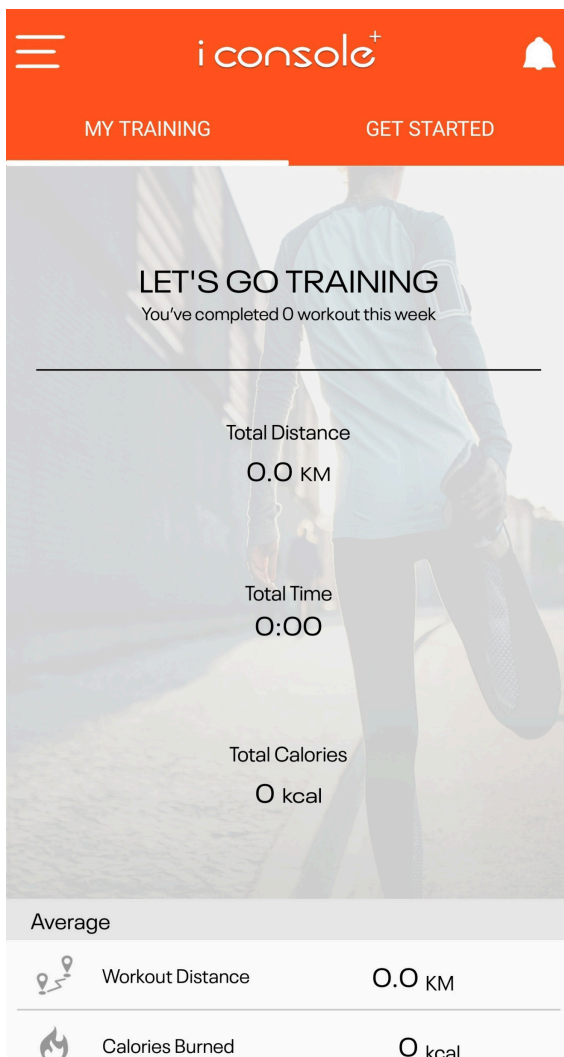 i console+
MY TRAINING GET STARTED
LET'S GO TRAINING
You've completed 0 workout this week
Total Distance
0.0 KM
Total Time
0:00
Total Calories
0 kcal
Average
Workout Distance 0.0 KM
Calories Burned 0 kcal